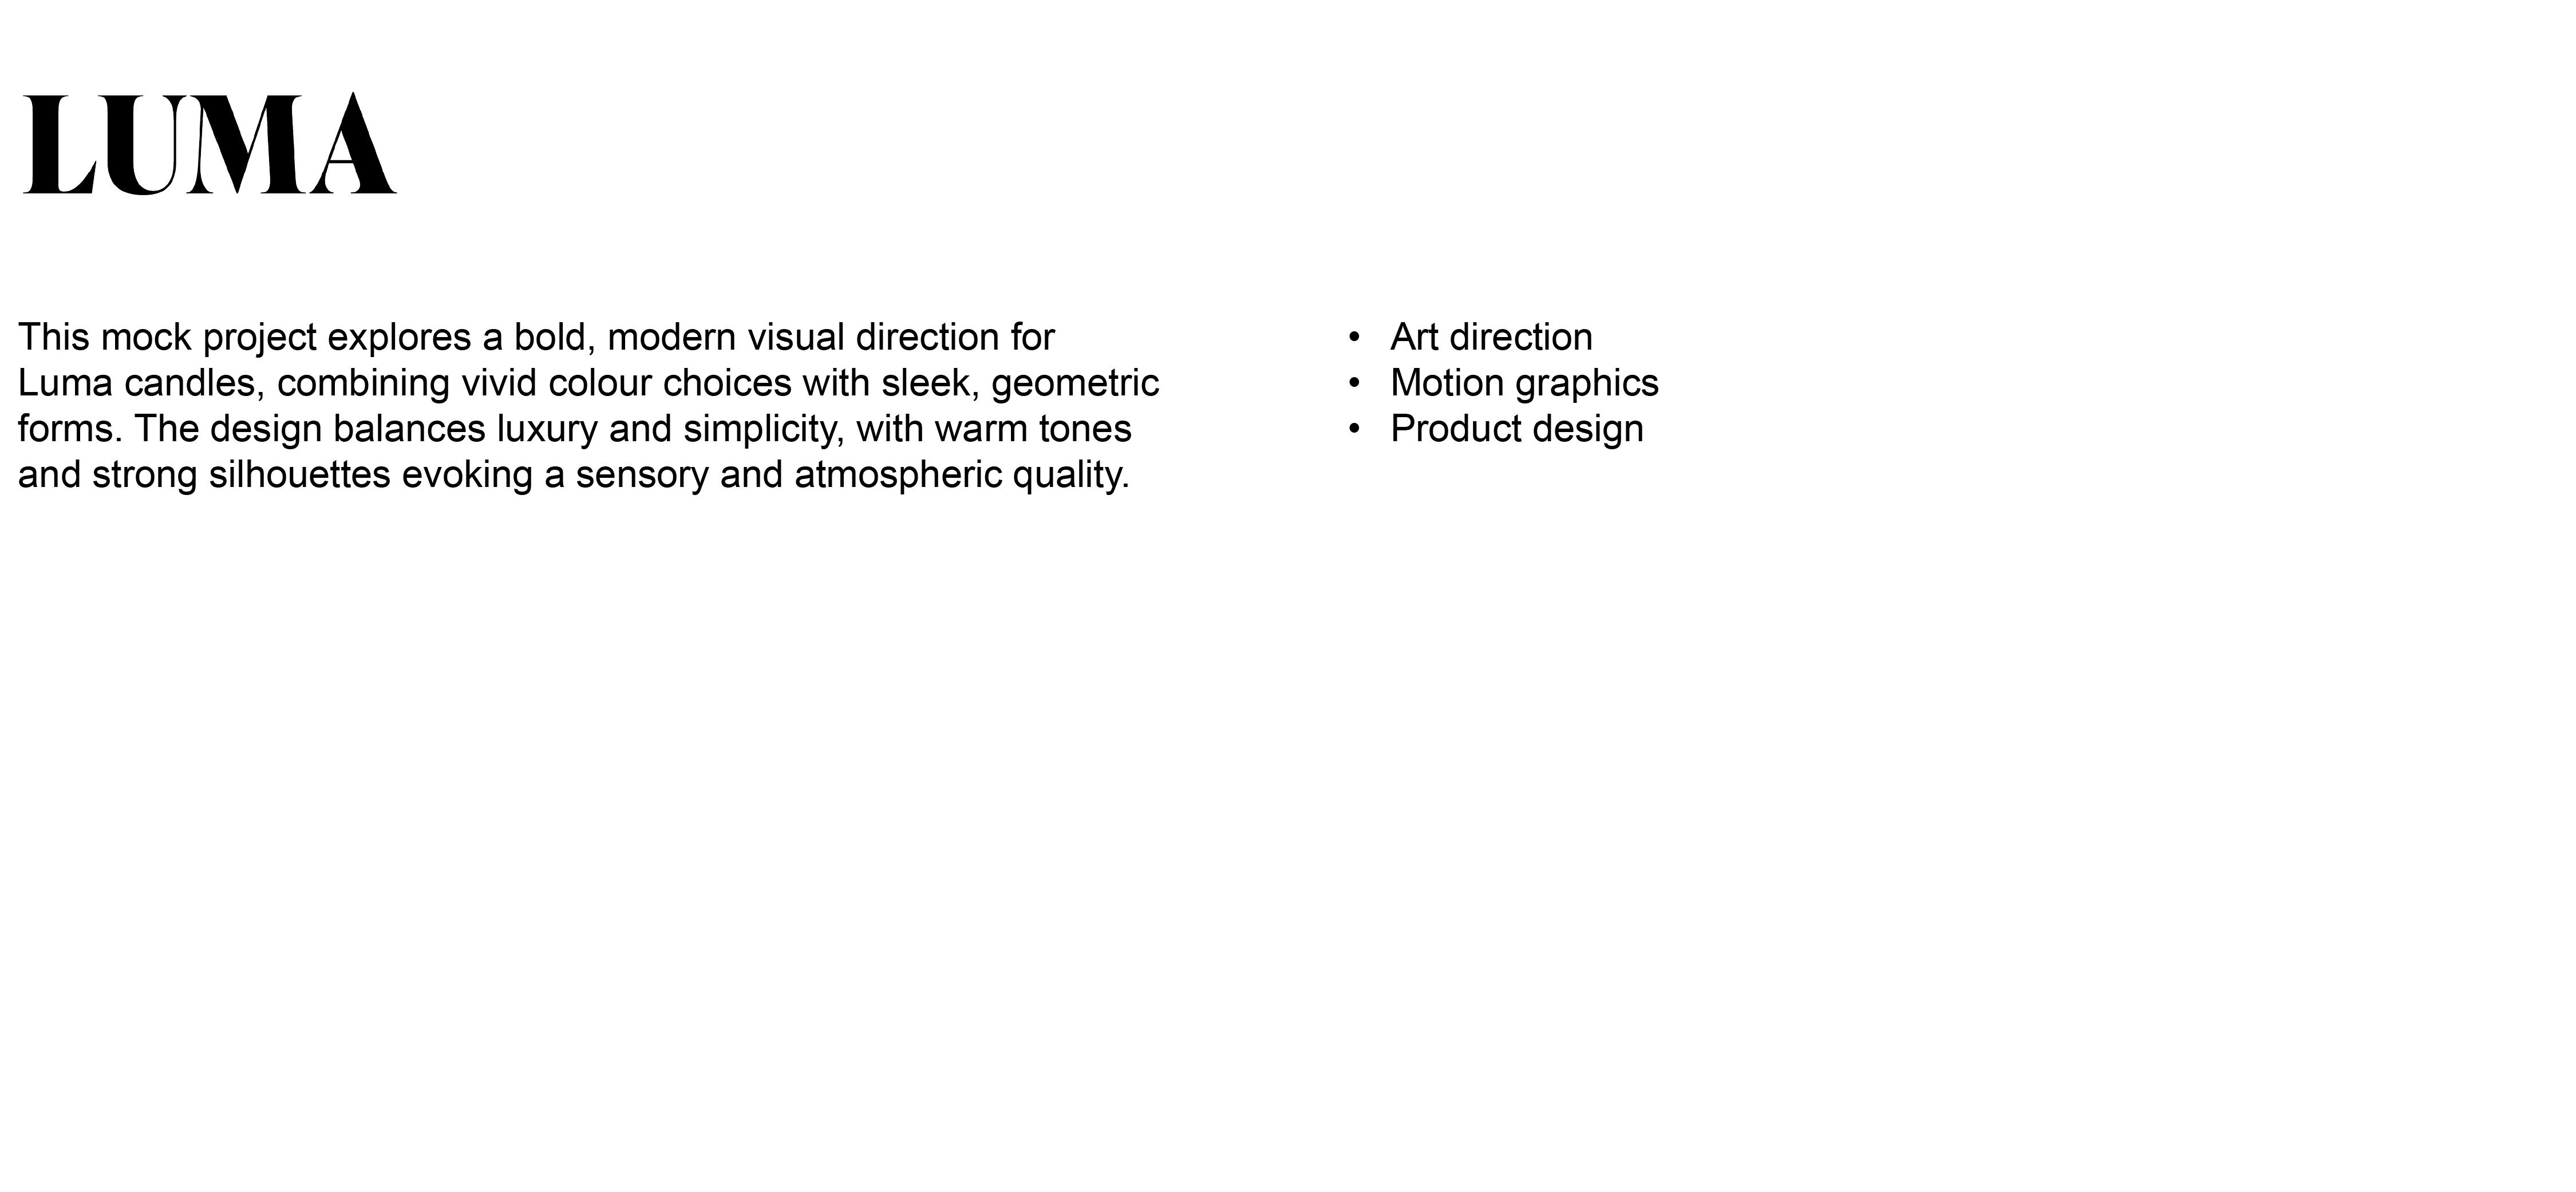 LUMA
This mock project explores a bold, modern visual direction for
Luma candles, combining vivid colour choices with sleek, geometric
forms. The design balances luxury and simplicity, with warm tones
and strong silhouettes evoking a sensory and atmospheric quality.
• Art direction
• Motion graphics
• Product design